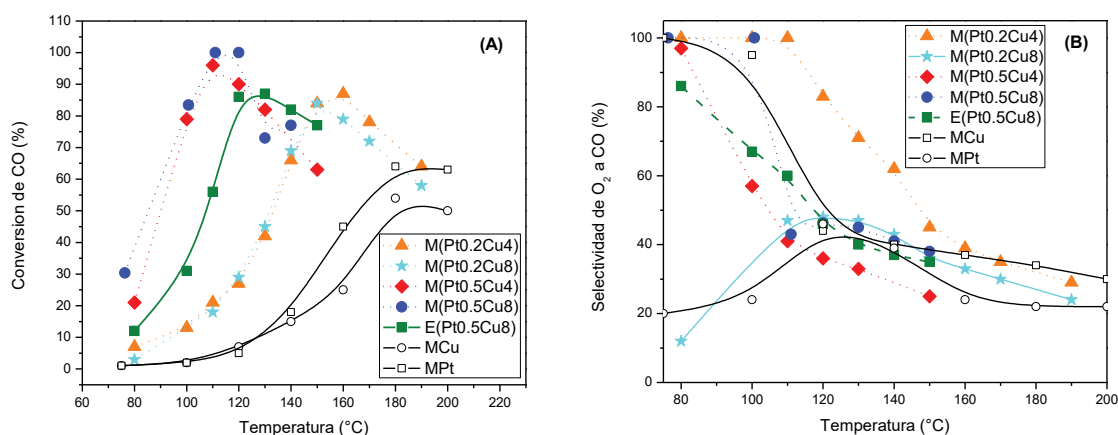 (A)
Conversion de CO (%)
110
100
90
80
70
60
50
40
30
20
10
0
M(Pt0.2Cu4)
M(Pt0.2Cu8)
M(Pt0.5Cu4)
M(Pt0.5Cu8)
E(Pt0.5Cu8)
MCu
MPt
60 80 100 120 140 160 180 200 220
Temperatura (°C)
(B)
Selectividad de O₂ a CO (%)
100
80
60
40
20
0
M(Pt0.2Cu4)
M(Pt0.2Cu8)
M(Pt0.5Cu4)
M(Pt0.5Cu8)
E(Pt0.5Cu8)
MCu
MPt
80 100 120 140 160 180 200
Temperatura (°C)